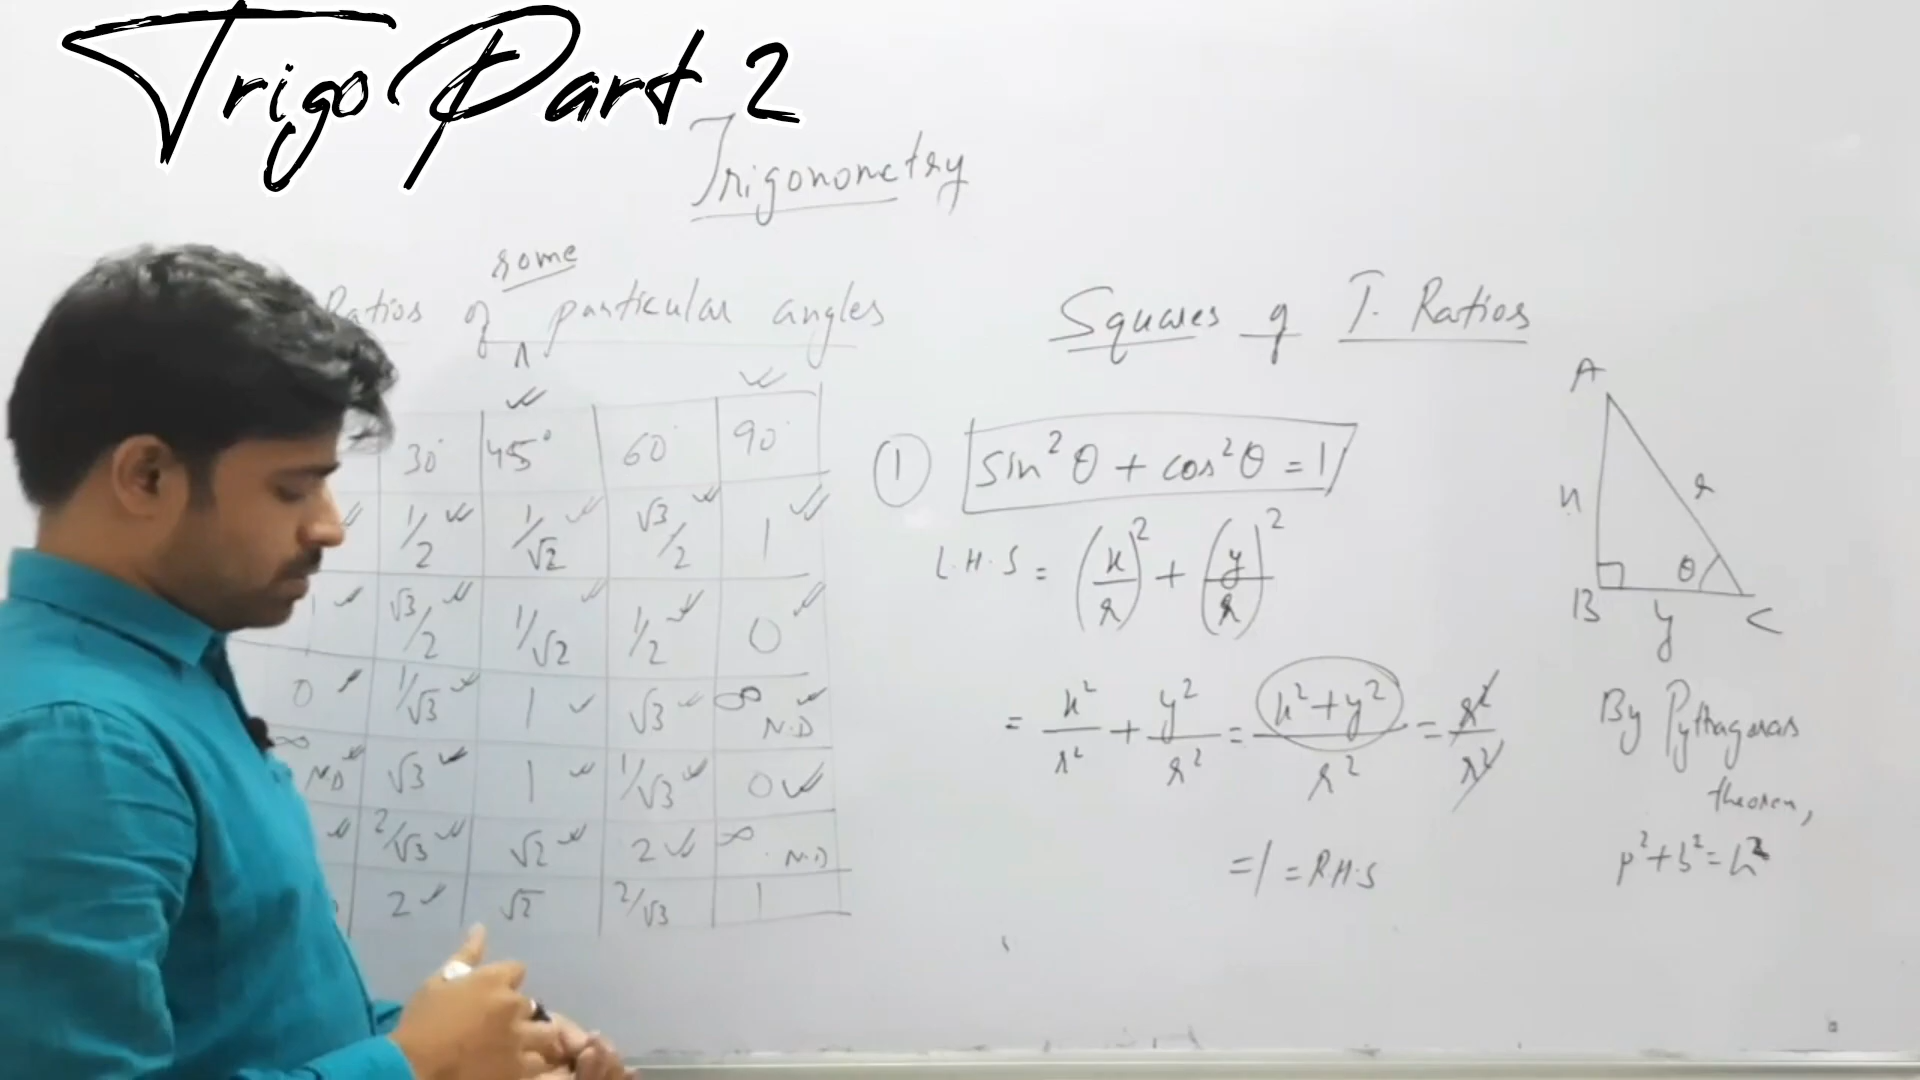 Trigo Part 2
Trigonometry
some
Ratios of ^ particular angles
30° 45° 60° 90°
1/2 1/√2 √3/2 1
1 √3/2 1/√2 1/2 0
0 1/√3 1 √3 ∞ N.D
∞ N.D √3 1 1/√3 0
2/√3 √2 2 ∞ N.D
2 √2 2/√3 1
Squares of T. Ratios
① sin²θ + cos²θ = 1
L.H.S = (x/r)² + (y/r)²
= x²/r² + y²/r² = x²+y²/r² = r²/r²
= 1 = R.H.S
A
x r
θ
B y C
By Pythagoras
theorem,
p²+b²=h²